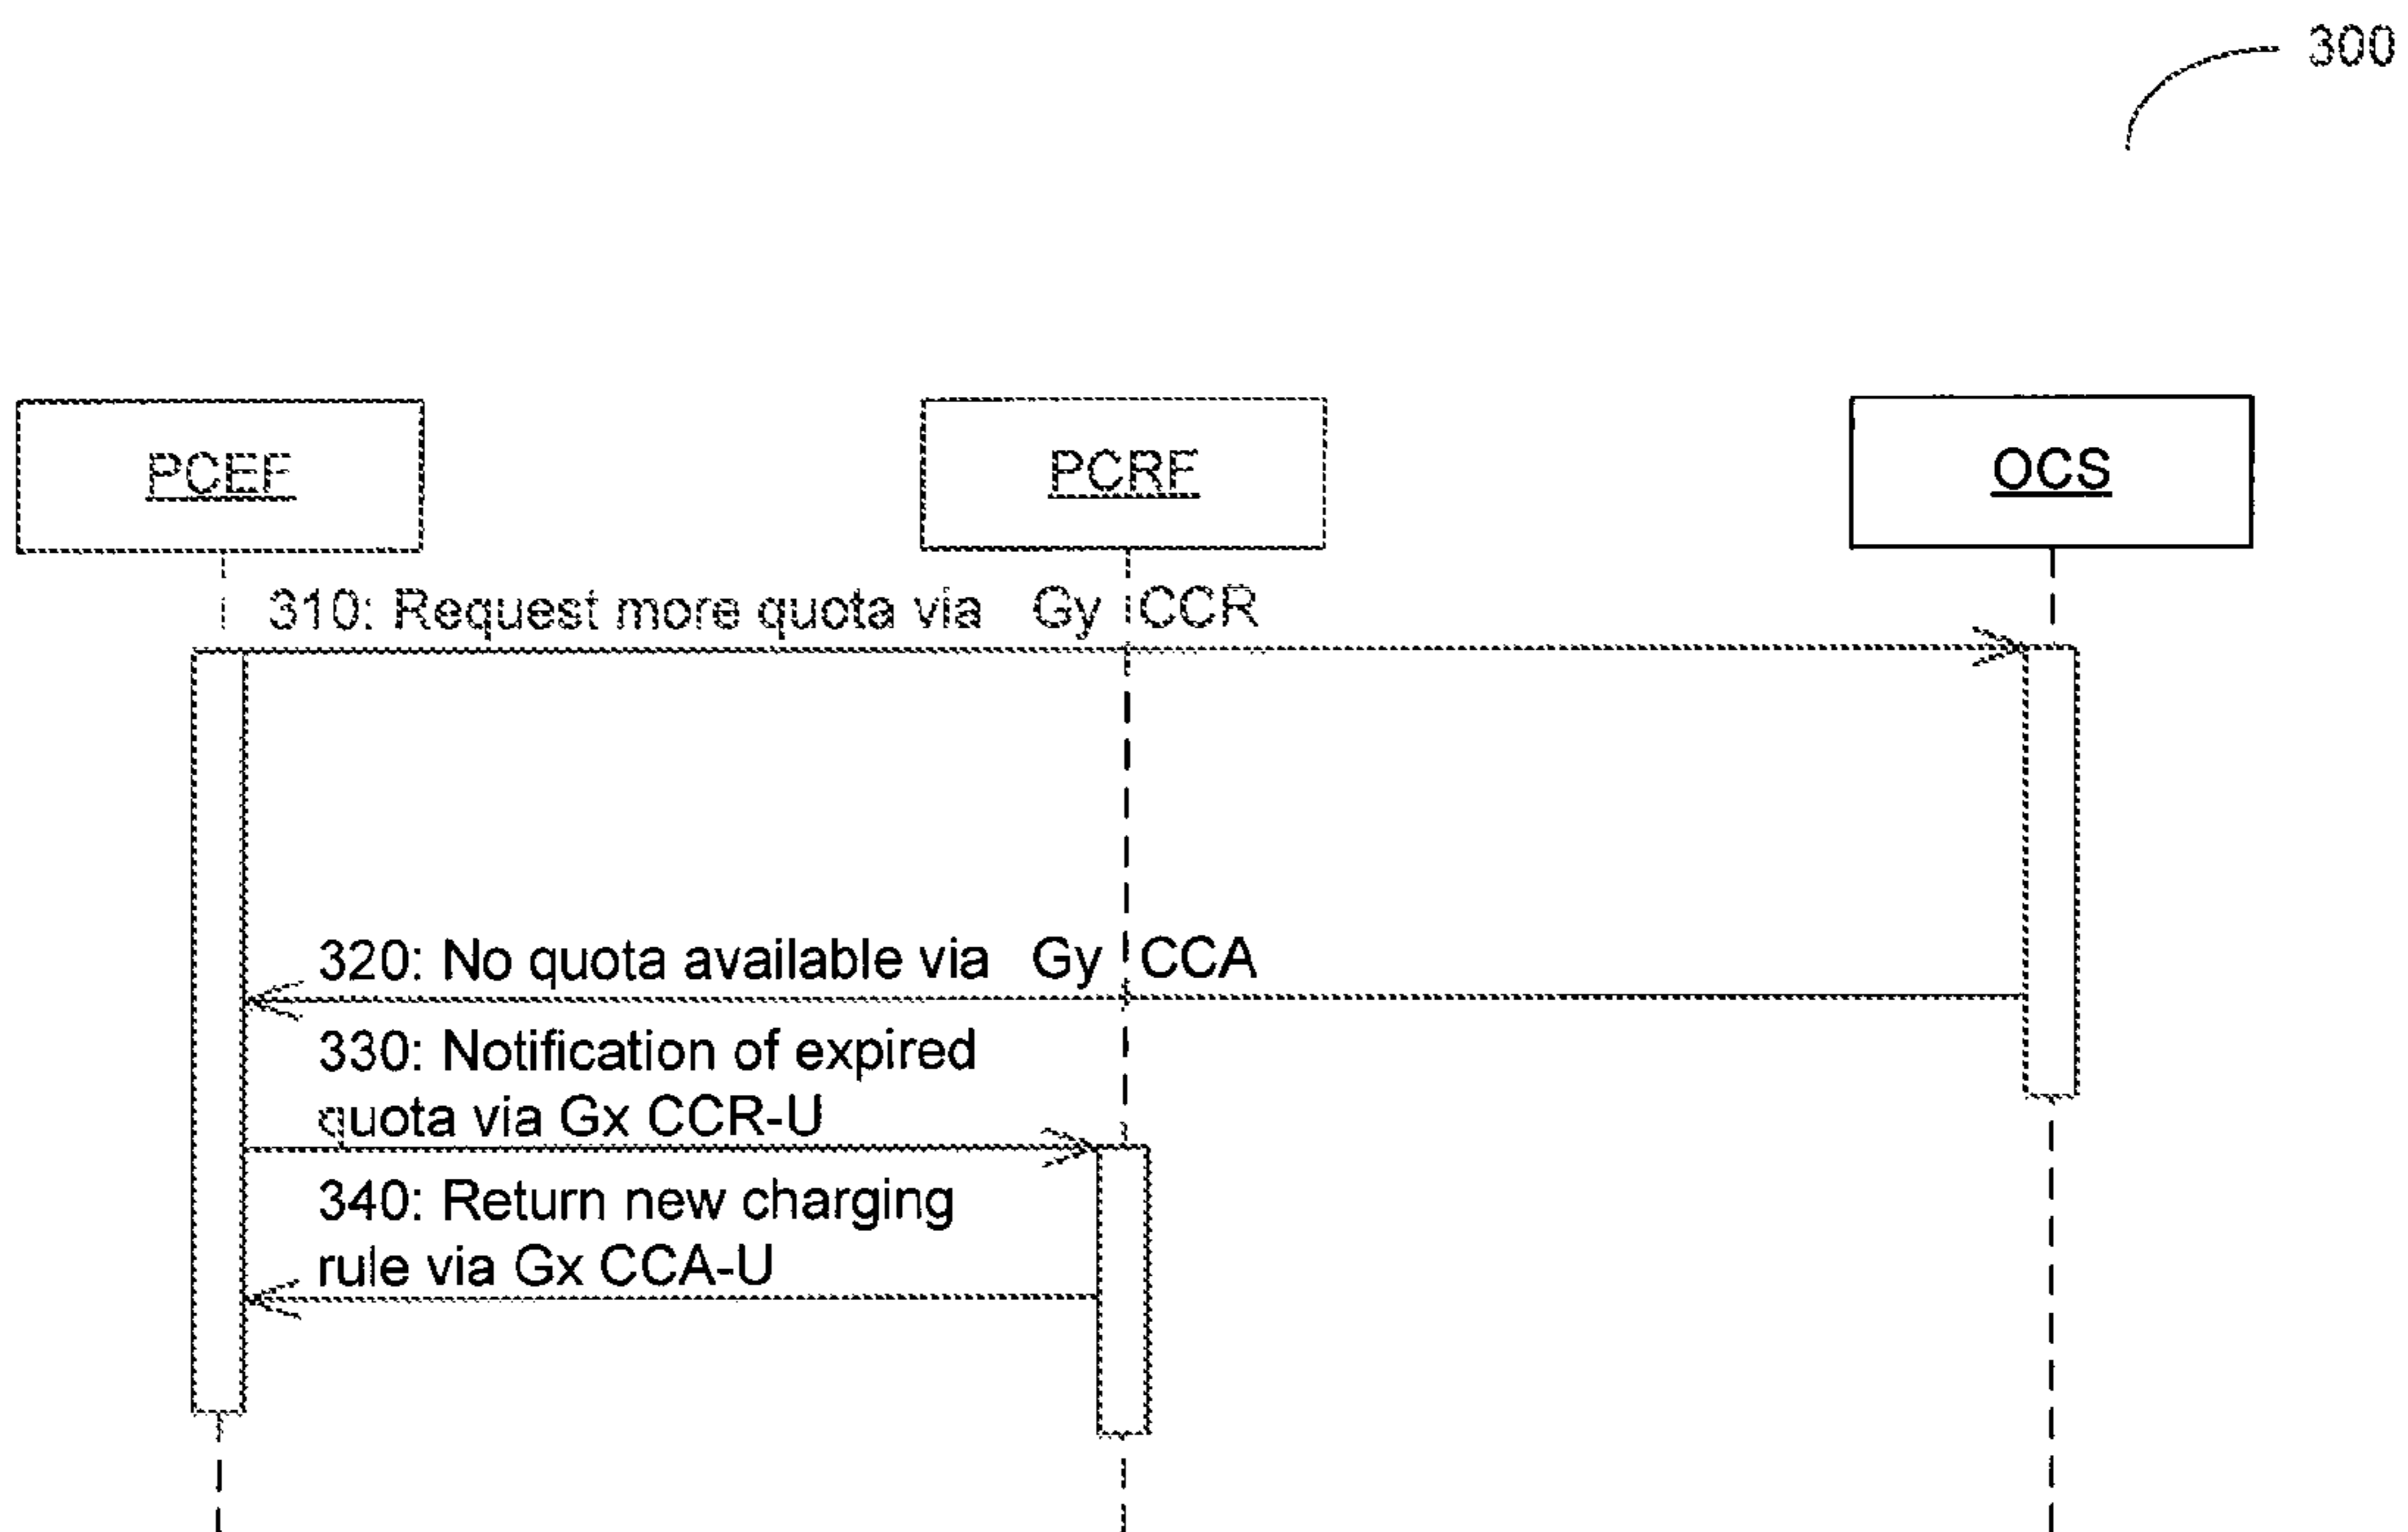 300
PCEF
PCRF
OCS
310: Request more quota via Gy CCR
320: No quota available via Gy CCA
330: Notification of expired
quota via Gx CCR-U
340: Return new charging
rule via Gx CCA-U